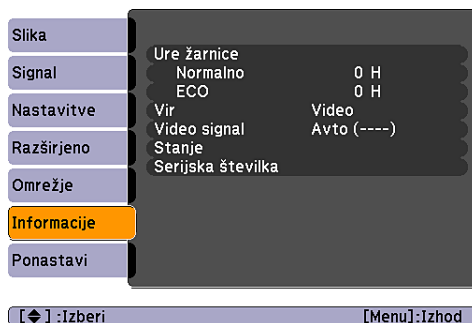 Slika
Signal
Nastavitve
Razširjeno
Omrežje
Informacije
Ponastavi
Ure žarnice
Normalno 0 H
ECO 0 H
Vir Video
Video signal Avto (----)
Stanje
Serijska številka
[◆] :Izberi [Menu]:Izhod